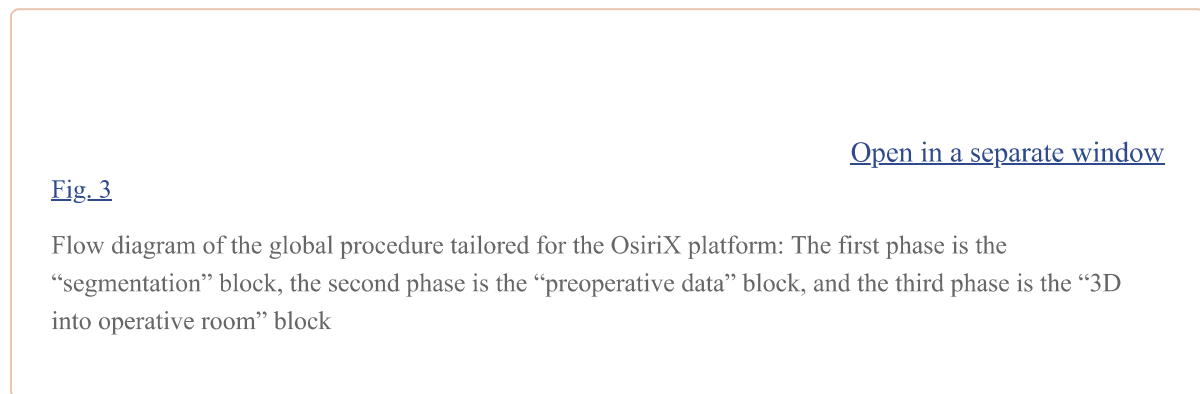 Open in a separate window
Fig. 3
Flow diagram of the global procedure tailored for the OsiriX platform: The first phase is the
“segmentation” block, the second phase is the “preoperative data” block, and the third phase is the “3D
into operative room” block